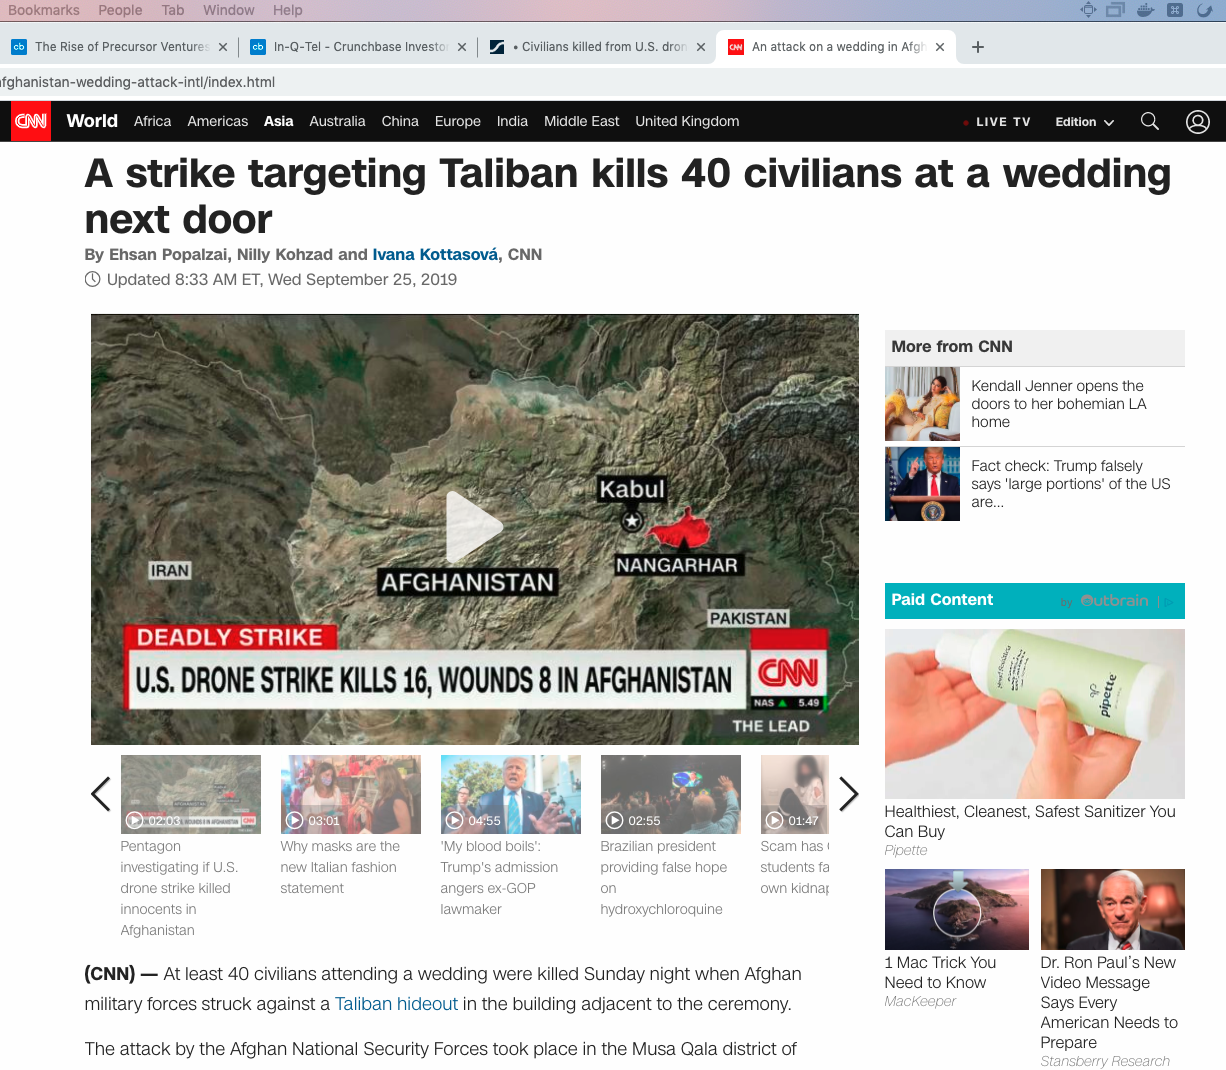 Bookmarks People Tab Window Help
cb The Rise of Precursor Ventures
cb In-Q-Tel - Crunchbase Investo
• Civilians killed from U.S. dron
CNN An attack on a wedding in Afgh
fghanistan-wedding-attack-intl/index.html
CNN World Africa Americas Asia Australia China Europe India Middle East United Kingdom LIVE TV Edition
A strike targeting Taliban kills 40 civilians at a wedding
next door
By Ehsan Popalzai, Nilly Kohzad and Ivana Kottasová, CNN
Updated 8:33 AM ET, Wed September 25, 2019
Kabul
NANGARHAR
IRAN
AFGHANISTAN
PAKISTAN
DEADLY STRIKE
U.S. DRONE STRIKE KILLS 16, WOUNDS 8 IN AFGHANISTAN
CNN
NAS ▲ 5.49
THE LEAD
02:03
Pentagon
investigating if U.S.
drone strike killed
innocents in
Afghanistan
03:01
Why masks are the
new Italian fashion
statement
04:55
'My blood boils':
Trump's admission
angers ex-GOP
lawmaker
02:55
Brazilian president
providing false hope
on
hydroxychloroquine
01:47
Scam has
students fa
own kidnap
(CNN) — At least 40 civilians attending a wedding were killed Sunday night when Afghan
military forces struck against a Taliban hideout in the building adjacent to the ceremony.
The attack by the Afghan National Security Forces took place in the Musa Qala district of
More from CNN
Kendall Jenner opens the
doors to her bohemian LA
home
Fact check: Trump falsely
says 'large portions' of the US
are...
Paid Content by Outbrain |
pipette
Healthiest, Cleanest, Safest Sanitizer You
Can Buy
Pipette
1 Mac Trick You
Need to Know
MacKeeper
Dr. Ron Paul's New
Video Message
Says Every
American Needs to
Prepare
Stansberry Research